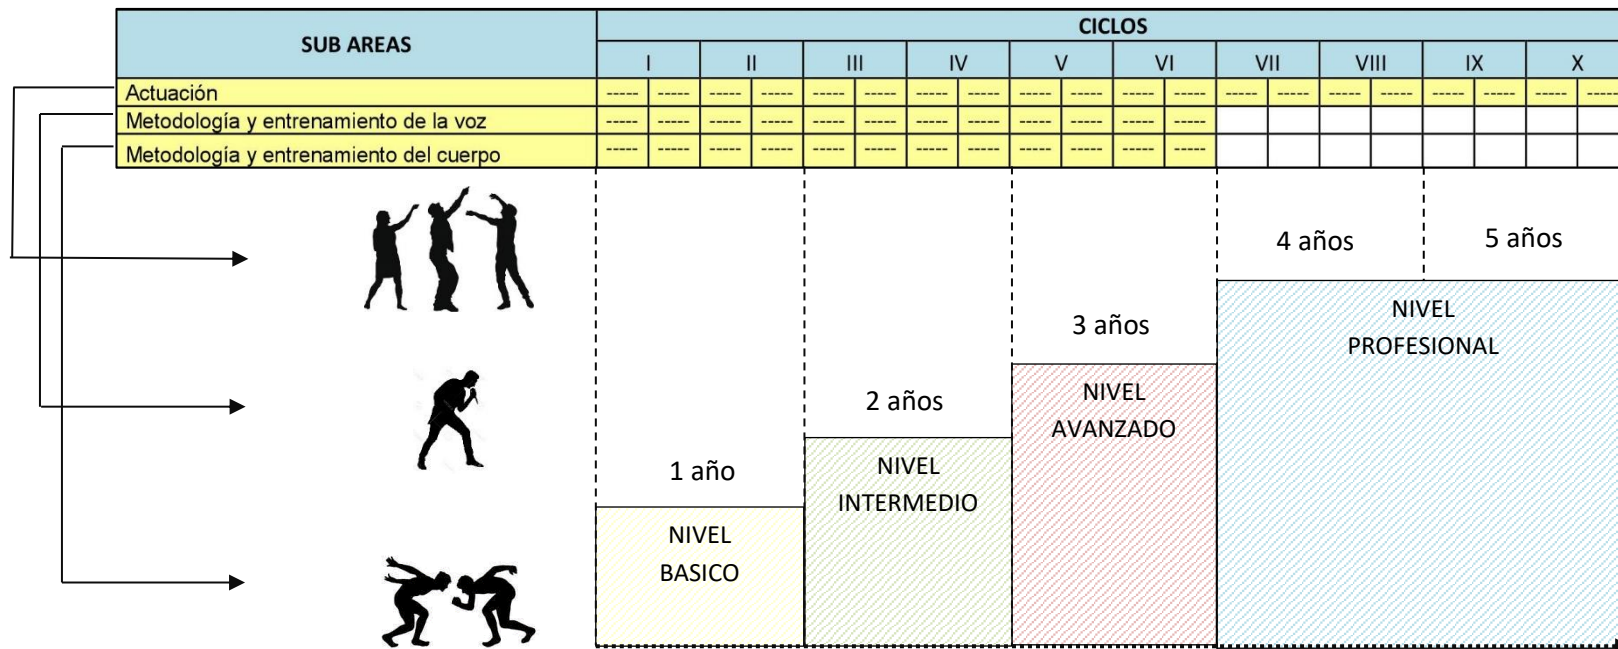 SUB AREAS
CICLOS
I II III IV V VI VII VIII IX X
Actuación ----- ----- ----- ----- ----- ----- ----- ----- ----- ----- ----- ----- ----- ----- ----- ----- ----- ----- ----- -----
Metodología y entrenamiento de la voz ----- ----- ----- ----- ----- ----- ----- ----- ----- ----- ----- -----
Metodología y entrenamiento del cuerpo ----- ----- ----- ----- ----- ----- ----- ----- ----- ----- ----- -----
4 años
5 años
3 años
2 años
1 año
NIVEL
BASICO
NIVEL
INTERMEDIO
NIVEL
AVANZADO
NIVEL
PROFESIONAL